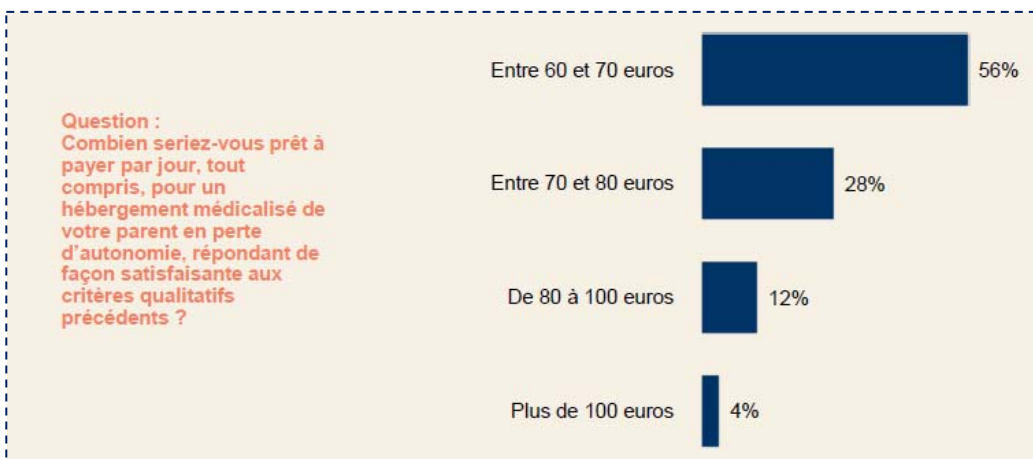 Question :
Combien seriez-vous prêt à
payer par jour, tout
compris, pour un
hébergement médicalisé de
votre parent en perte
d'autonomie, répondant de
façon satisfaisante aux
critères qualitatifs
précédents ?
Entre 60 et 70 euros 56%
Entre 70 et 80 euros 28%
De 80 à 100 euros 12%
Plus de 100 euros 4%